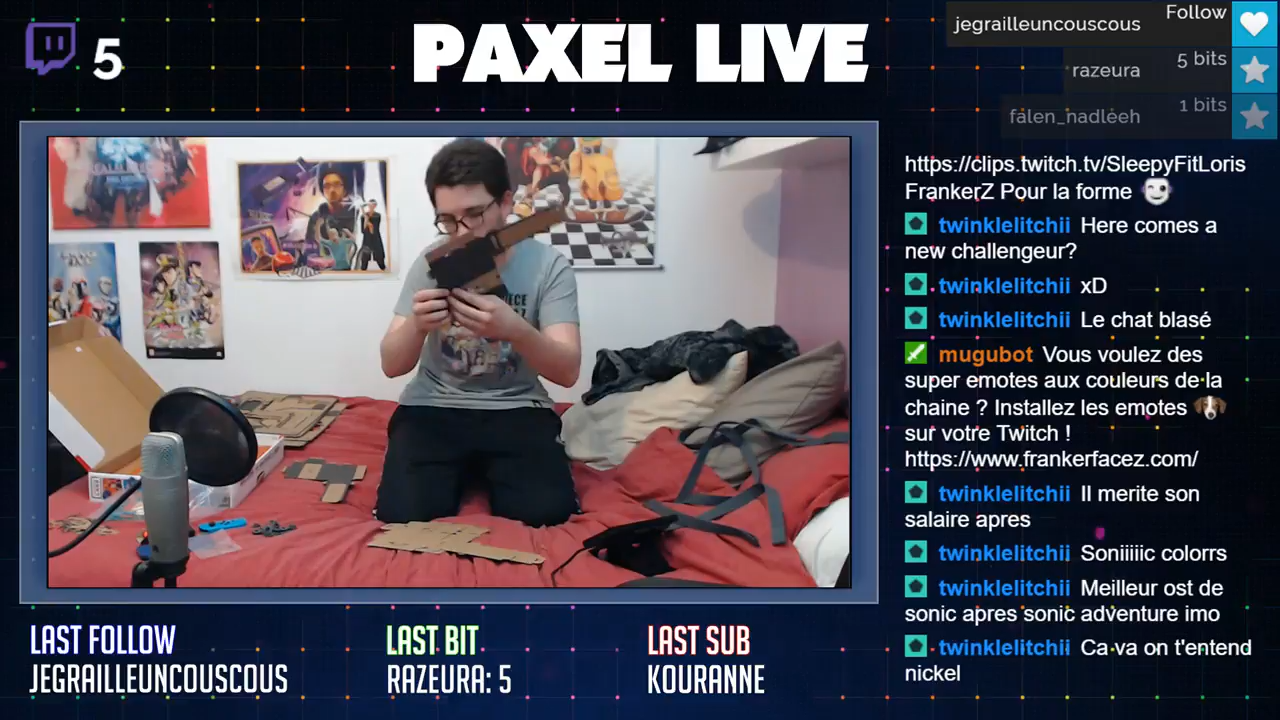 5
PAXEL LIVE
jegrailleuncouscous Follow
razeura 5 bits
falen_nadleeh 1 bits
https://clips.twitch.tv/SleepyFitLoris
FrankerZ Pour la forme
twinklelitchii Here comes a
new challengeur?
twinklelitchii xD
twinklelitchii Le chat blasé
mugubot Vous voulez des
super emotes aux couleurs de la
chaine ? Installez les emotes
sur votre Twitch !
https://www.frankerfacez.com/
twinklelitchii Il merite son
salaire apres
twinklelitchii Soniiiiic colorrs
twinklelitchii Meilleur ost de
sonic apres sonic adventure imo
twinklelitchii Ca va on t'entend
nickel
LAST FOLLOW
JEGRAILLEUNCOUSCOUS
LAST BIT
RAZEURA: 5
LAST SUB
KOURANNE